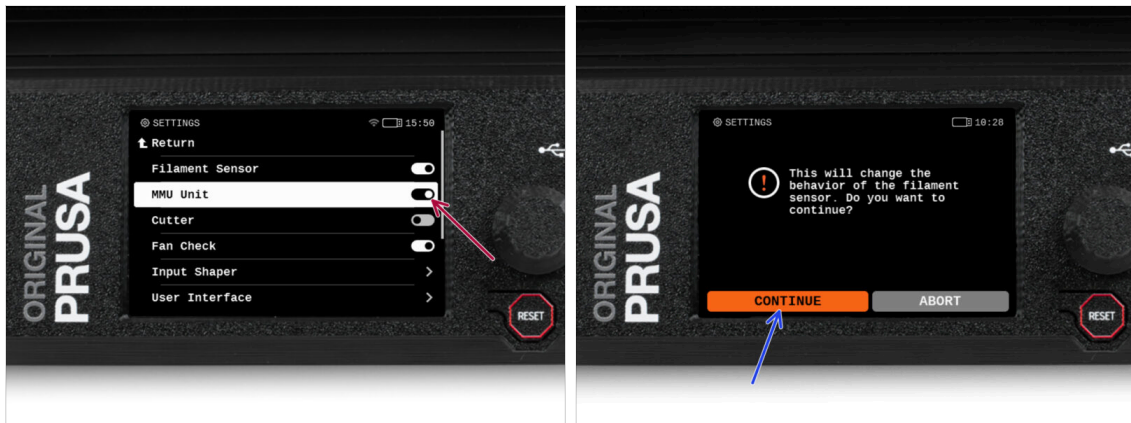 SETTINGS
15:50
Return
Filament Sensor
MMU Unit
Cutter
Fan Check
Input Shaper
User Interface
ORIGINAL
PRUSA
RESET
SETTINGS
10:28
This will change the
behavior of the filament
sensor. Do you want to
continue?
CONTINUE
ABORT
ORIGINAL
PRUSA
RESET